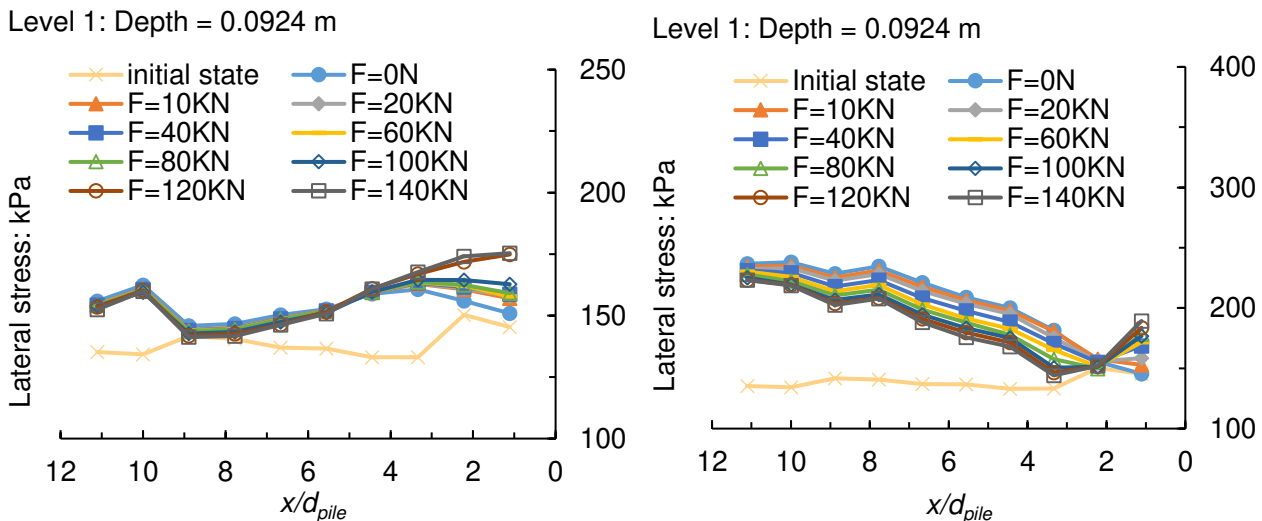 Level 1: Depth = 0.0924 m
initial state F=0N
F=10KN F=20KN
F=40KN F=60KN
F=80KN F=100KN
F=120KN F=140KN
Lateral stress: kPa
250
200
150
100
12 10 8 6 4 2 0
x/dpile
Level 1: Depth = 0.0924 m
Initial state F=0N
F=10KN F=20KN
F=40KN F=60KN
F=80KN F=100KN
F=120KN F=140KN
Lateral stress: kPa
400
300
200
100
12 10 8 6 4 2 0
x/dpile